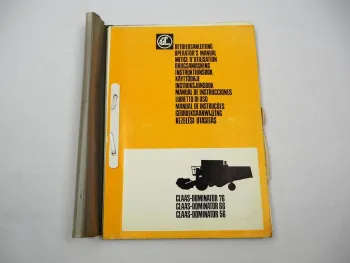 BETRIEBSANLEITUNG
OPERATOR'S MANUAL
NOTICE D'UTILISATION
BRUGSANVISNING
INSTRUKTIONSBOK
KÄYTTÖOHJE
INSTRUKSJONSBOK
MANUAL DE INSTRUCCIONES
LIBRETTO DI USO
MANUAL DE INSTRUÇÕES
GEBRUIKSAANWIJZING
KEZELÉSI UTASÍTÁS
CLAAS-DOMINATOR 76
CLAAS-DOMINATOR 66
CLAAS-DOMINATOR 56